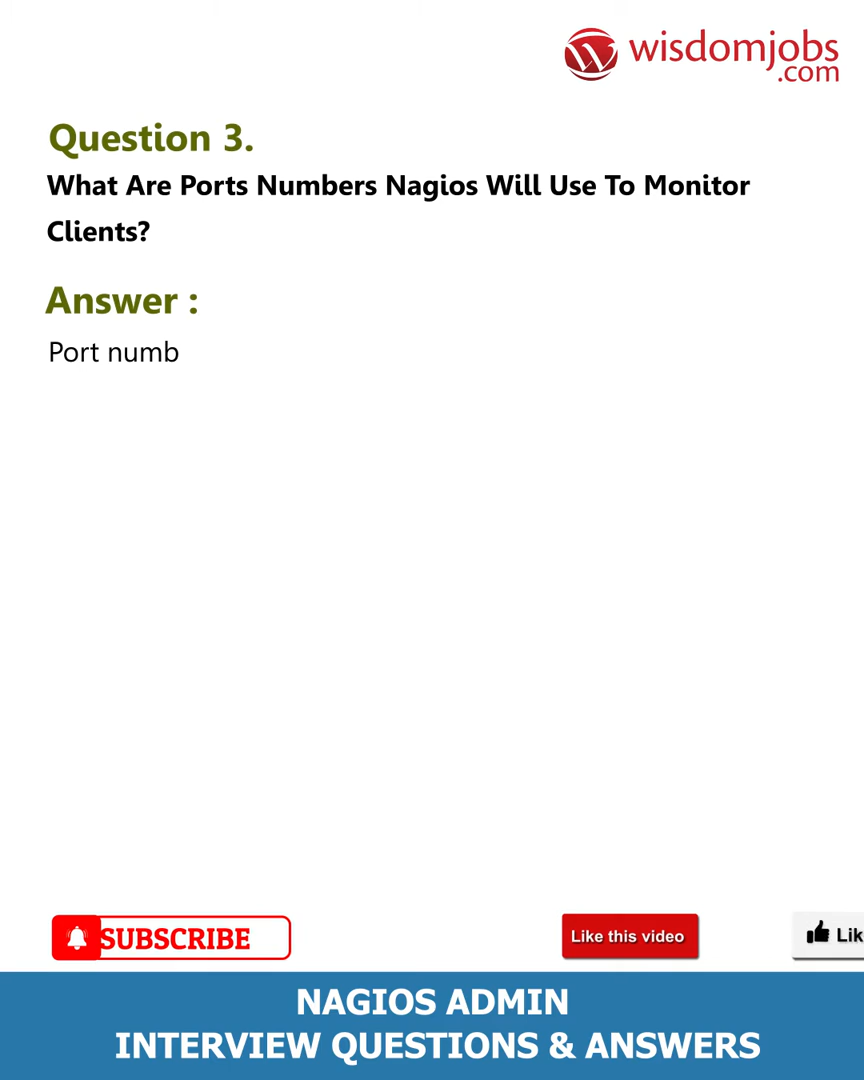 wisdomjobs
.com
Question 3.
What Are Ports Numbers Nagios Will Use To Monitor
Clients?
Answer :
Port numb
SUBSCRIBE
Like this video
Lik
NAGIOS ADMIN
INTERVIEW QUESTIONS & ANSWERS